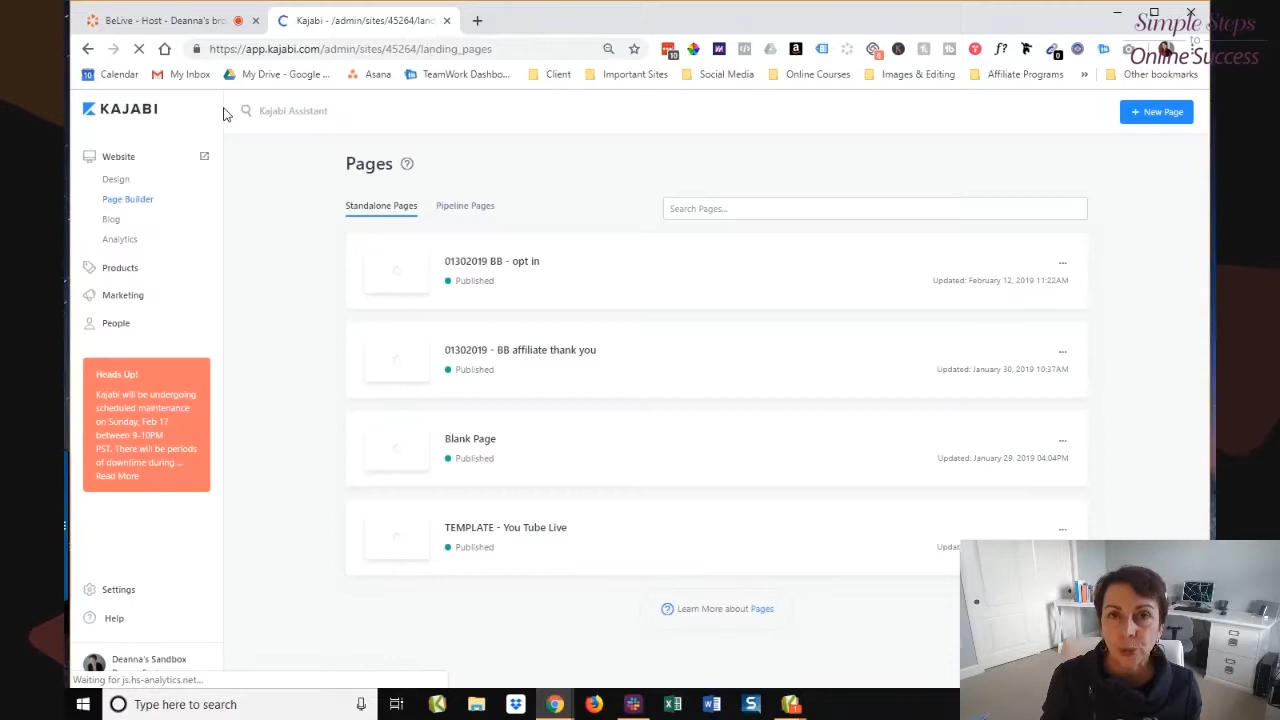 BeLive - Host - Deanna's bro
Kajabi - /admin/sites/45264/land
Simple Steps
to
Online Success
https://app.kajabi.com/admin/sites/45264/landing_pages
Calendar
My Inbox
My Drive - Google ...
Asana
TeamWork Dashbo...
Client
Important Sites
Social Media
Online Courses
Images & Editing
Affiliate Programs
»
Other bookmarks
KAJABI
Kajabi Assistant
+ New Page
Website
Design
Page Builder
Blog
Analytics
Products
Marketing
People
Heads Up!
Kajabi will be undergoing
scheduled maintenance
on Sunday, Feb 17
between 9-10PM
PST. There will be periods
of downtime during ...
Read More
Settings
Help
Deanna's Sandbox
Pages
Standalone Pages
Pipeline Pages
Search Pages...
01302019 BB - opt in
Published
...
Updated: February 12, 2019 11:22AM
01302019 - BB affiliate thank you
Published
...
Updated: January 30, 2019 10:37AM
Blank Page
Published
...
Updated: January 29, 2019 04:04PM
TEMPLATE - You Tube Live
Published
...
Learn More about Pages
Waiting for js.hs-analytics.net...
Type here to search